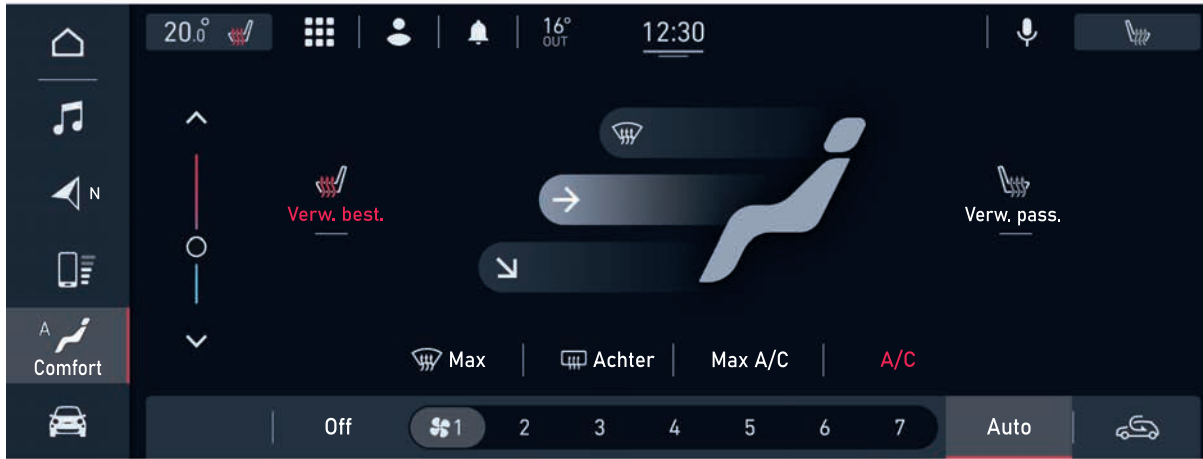 20.0°
16°
OUT
12:30
N
Verw. best.
Verw. pass.
A
Comfort
Max
Achter
Max A/C
A/C
Off
1 2 3 4 5 6 7
Auto